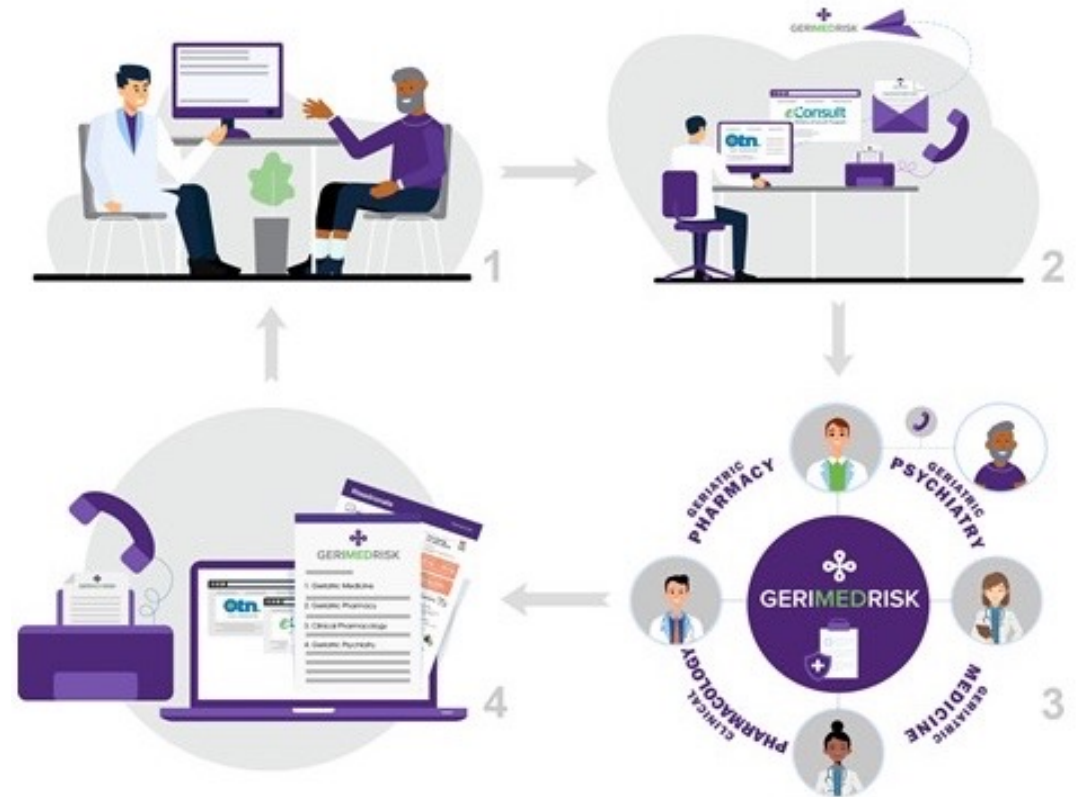 GERIMEDRISK
eConsult
Otn.
1
2
GERIATRIC
PHARMACY
GERIATRIC
PSYCHIATRY
GERIMEDRISK
CLINICAL
PHARMACOLOGY
GERIATRIC
MEDICINE
3
GERIMEDRISK
1. Geriatric Medicine
2. Geriatric Pharmacy
3. Clinical Pharmacology
4. Geriatric Psychiatry
Otn.
4